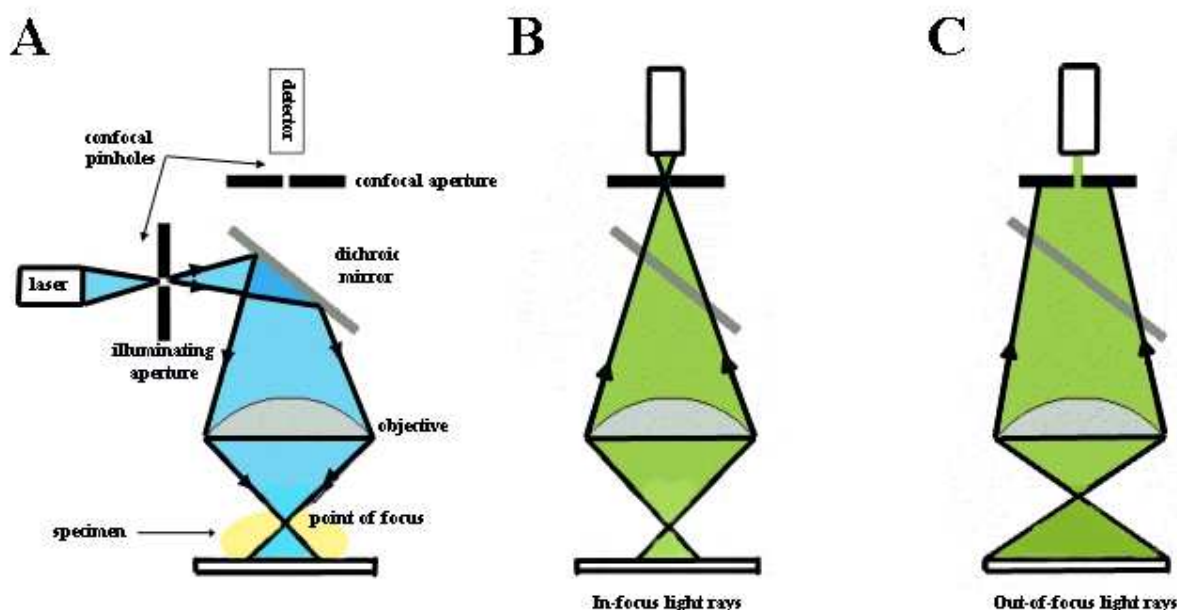 A
B
C
detector
confocal
pinholes
confocal aperture
dichroic
mirror
laser
illuminating
aperture
objective
point of focus
specimen
In-focus light rays
Out-of-focus light rays